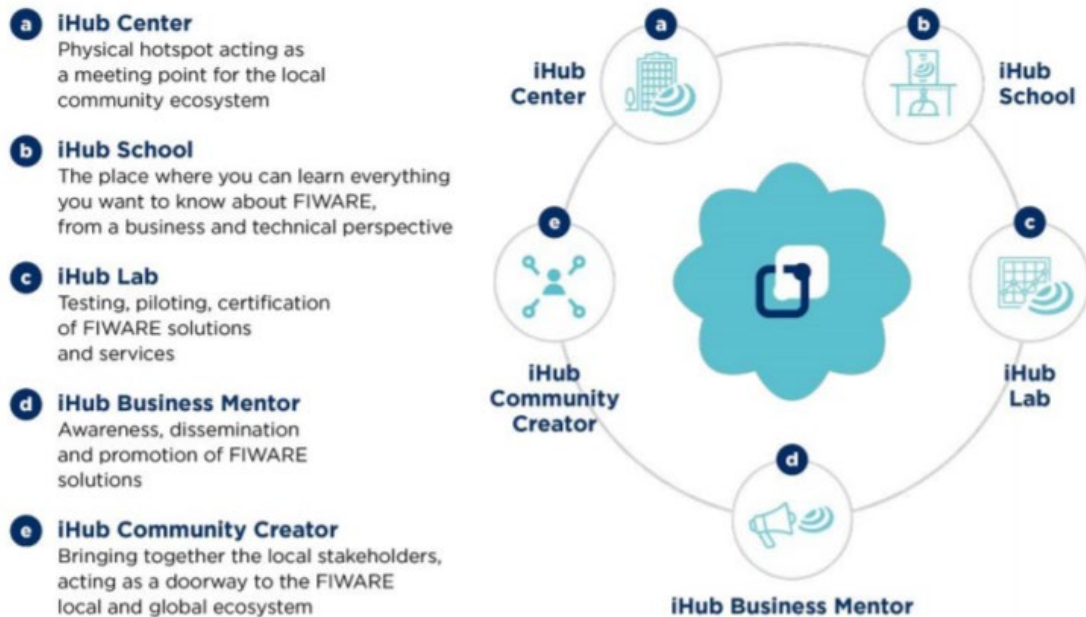 a iHub Center
Physical hotspot acting as
a meeting point for the local
community ecosystem
b iHub School
The place where you can learn everything
you want to know about FIWARE,
from a business and technical perspective
c iHub Lab
Testing, piloting, certification
of FIWARE solutions
and services
d iHub Business Mentor
Awareness, dissemination
and promotion of FIWARE
solutions
e iHub Community Creator
Bringing together the local stakeholders,
acting as a doorway to the FIWARE
local and global ecosystem
a
iHub
Center
b
iHub
School
c
iHub
Lab
d
iHub Business Mentor
e
iHub
Community
Creator